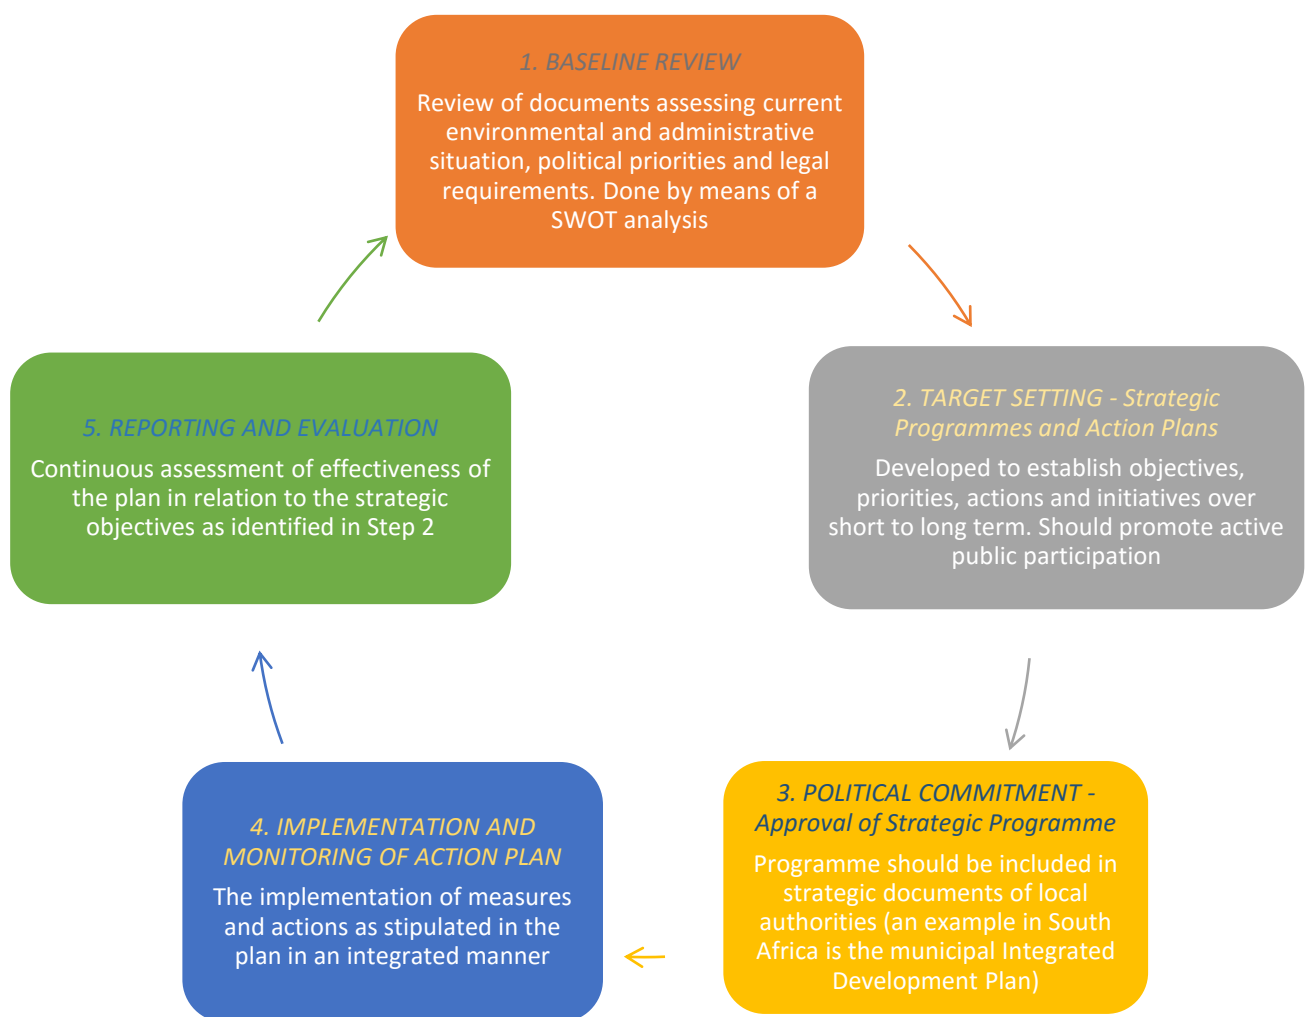 1. BASELINE REVIEW
Review of documents assessing current
environmental and administrative
situation, political priorities and legal
requirements. Done by means of a
SWOT analysis
2. TARGET SETTING - Strategic
Programmes and Action Plans
Developed to establish objectives,
priorities, actions and initiatives over
short to long term. Should promote active
public participation
3. POLITICAL COMMITMENT -
Approval of Strategic Programme
Programme should be included in
strategic documents of local
authorities (an example in South
Africa is the municipal Integrated
Development Plan)
4. IMPLEMENTATION AND
MONITORING OF ACTION PLAN
The implementation of measures
and actions as stipulated in the
plan in an integrated manner
5. REPORTING AND EVALUATION
Continuous assessment of effectiveness of
the plan in relation to the strategic
objectives as identified in Step 2